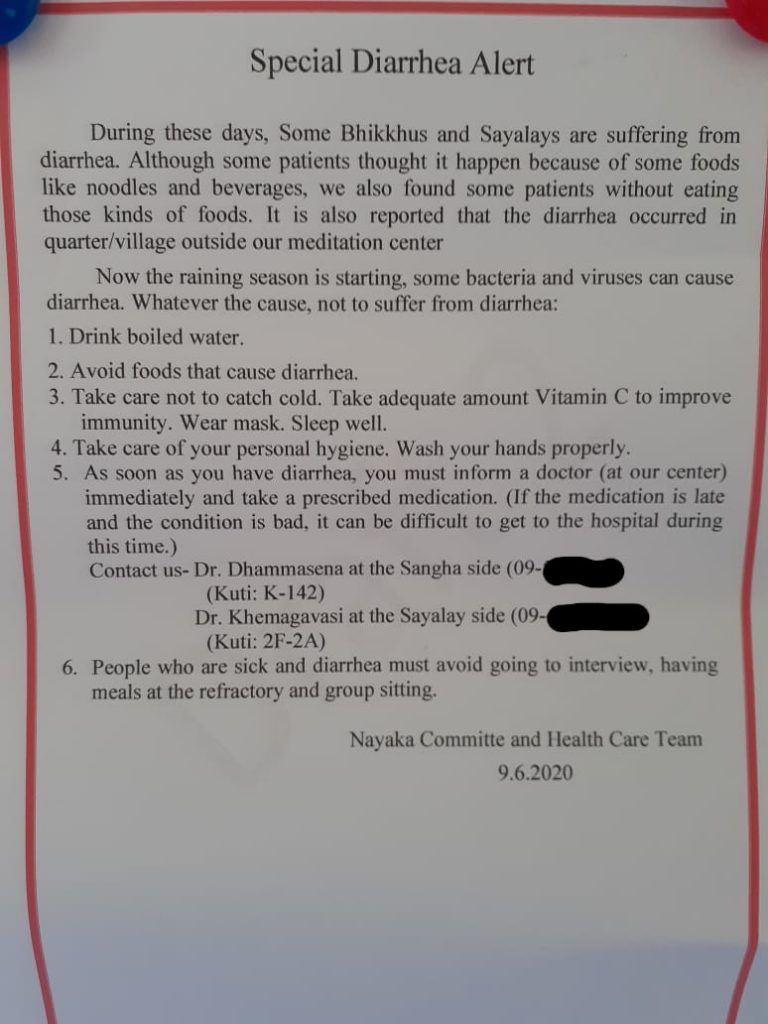 Special Diarrhea Alert
During these days, Some Bhikkhus and Sayalays are suffering from
diarrhea. Although some patients thought it happen because of some foods
like noodles and beverages, we also found some patients without eating
those kinds of foods. It is also reported that the diarrhea occurred in
quarter/village outside our meditation center
Now the raining season is starting, some bacteria and viruses can cause
diarrhea. Whatever the cause, not to suffer from diarrhea:
1. Drink boiled water.
2. Avoid foods that cause diarrhea.
3. Take care not to catch cold. Take adequate amount Vitamin C to improve
immunity. Wear mask. Sleep well.
4. Take care of your personal hygiene. Wash your hands properly.
5. As soon as you have diarrhea, you must inform a doctor (at our center)
immediately and take a prescribed medication. (If the medication is late
and the condition is bad, it can be difficult to get to the hospital during
this time.)
Contact us- Dr. Dhammasena at the Sangha side (09-
(Kuti: K-142)
Dr. Khemagavasi at the Sayalay side (09-
(Kuti: 2F-2A)
6. People who are sick and diarrhea must avoid going to interview, having
meals at the refractory and group sitting.
Nayaka Committe and Health Care Team
9.6.2020